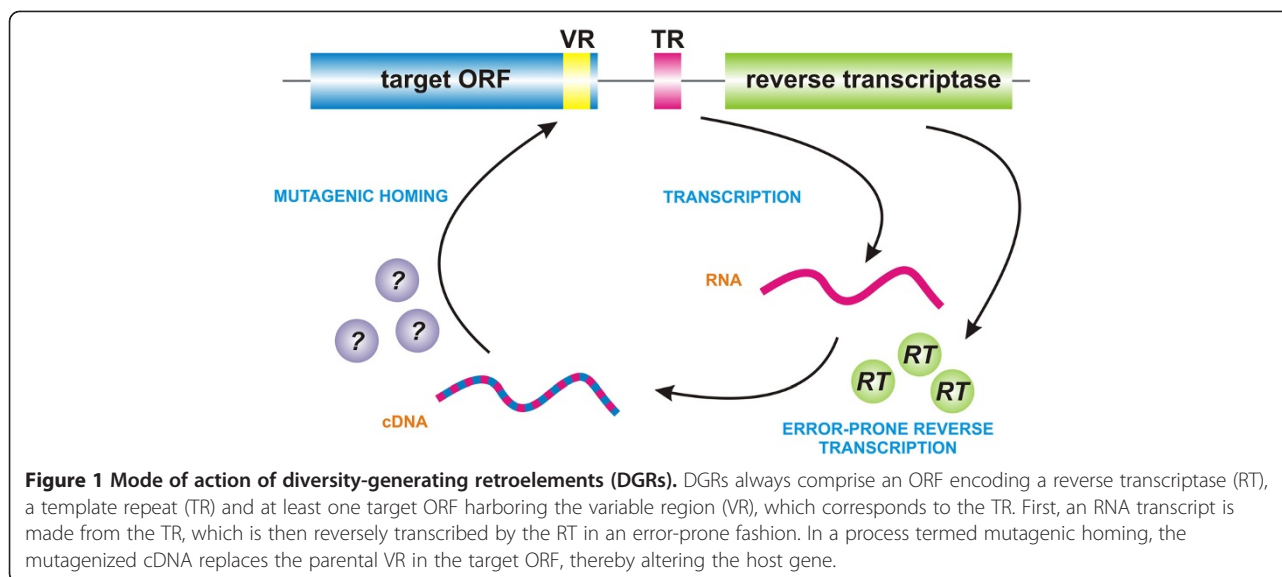 VR
TR
target ORF
reverse transcriptase
MUTAGENIC HOMING
TRANSCRIPTION
?
?
?
RNA
RT
RT
RT
cDNA
ERROR-PRONE REVERSE
TRANSCRIPTION
Figure 1 Mode of action of diversity-generating retroelements (DGRs). DGRs always comprise an ORF encoding a reverse transcriptase (RT),
a template repeat (TR) and at least one target ORF harboring the variable region (VR), which corresponds to the TR. First, an RNA transcript is
made from the TR, which is then reversely transcribed by the RT in an error-prone fashion. In a process termed mutagenic homing, the
mutagenized cDNA replaces the parental VR in the target ORF, thereby altering the host gene.